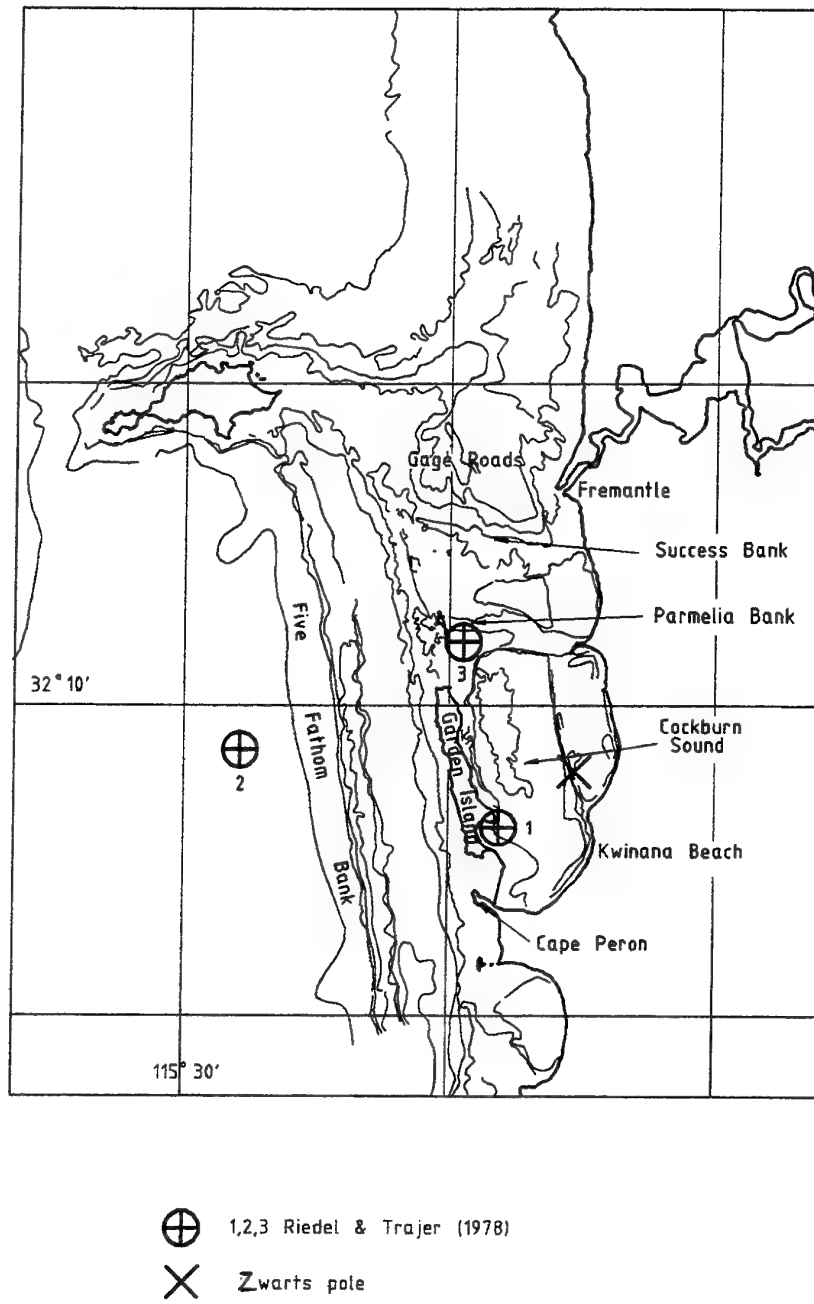 Gage Roads
Fremantle
Success Bank
Five
Parmelia Bank
3
32° 10'
Fathom
Garden Island
Cockburn
Sound
2
1
Kwinana Beach
Bank
Cape Peron
115° 30'
1,2,3 Riedel & Trajer (1978)
Zwarts pole